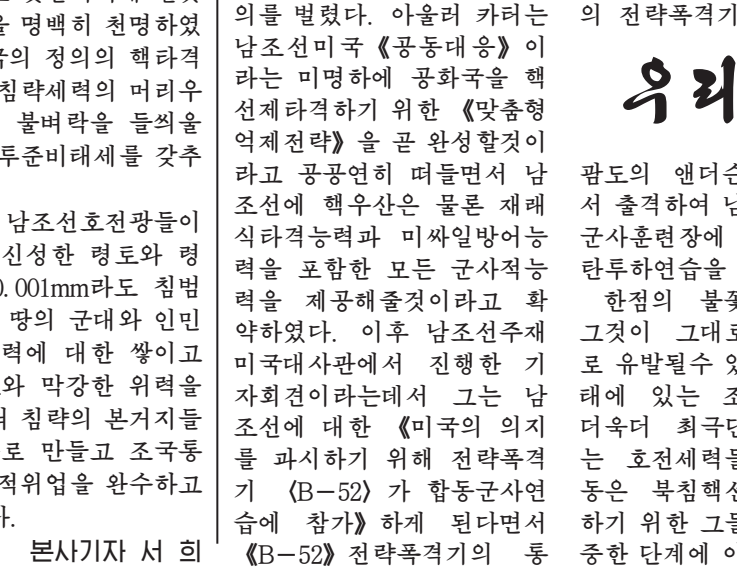 을 명백히 천명하였
의 정의의 핵타격
침략세력의 머리우
불벼락을 들씌울
투준비태세를 갖추
남조선호전광들이
신성한 령토와 령
0.001mm라도 침범
땅의 군대와 인민
력에 대한 쌓이고
와 막강한 위력을
침략의 본거지들
로 만들고 조국통
적위업을 완수하고
다.
본사기자 서 희
의를 벌렸다. 아울러 카터는
남조선미국《공동대응》이
라는 미명하에 공화국을 핵
선제타격하기 위한 《맞춤형
억제전략》을 곧 완성할것이
라고 공공연히 떠들면서 남
조선에 핵우산은 물론 재래
식타격능력과 미싸일방어능
력을 포함한 모든 군사적능
력을 제공해줄것이라고 확
약하였다. 이후 남조선주재
미국대사관에서 진행한 기
자회견이라는데서 그는 남
조선에 대한 《미국의 의지
를 과시하기 위해 전략폭격
기 〈B－52〉가 합동군사연
습에 참가》하게 된다면서
《B－52》전략폭격기의 통
의 전략폭격기
우리
괌도의 앤더슨
서 출격하여 남
군사훈련장에
탄투하연습을
한점의 불꽃
그것이 그대로
로 유발될수 있
태에 있는 조
더욱더 최극단
는 호전세력들
동은 북침핵선
하기 위한 그들
중한 단계에 이